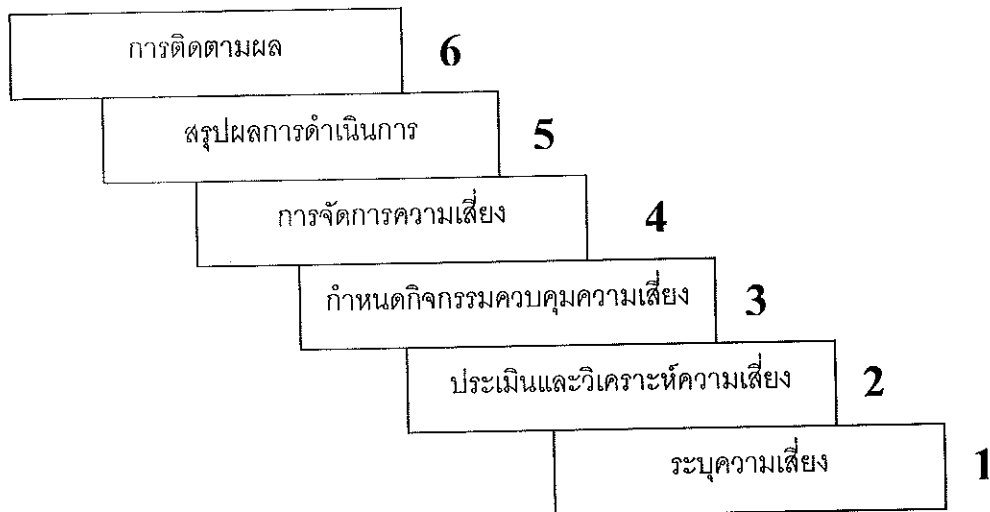 การติดตามผล 6
สรุปผลการดำเนินการ 5
การจัดการความเสี่ยง 4
กำหนดกิจกรรมควบคุมความเสี่ยง 3
ประเมินและวิเคราะห์ความเสี่ยง 2
ระบุความเสี่ยง 1